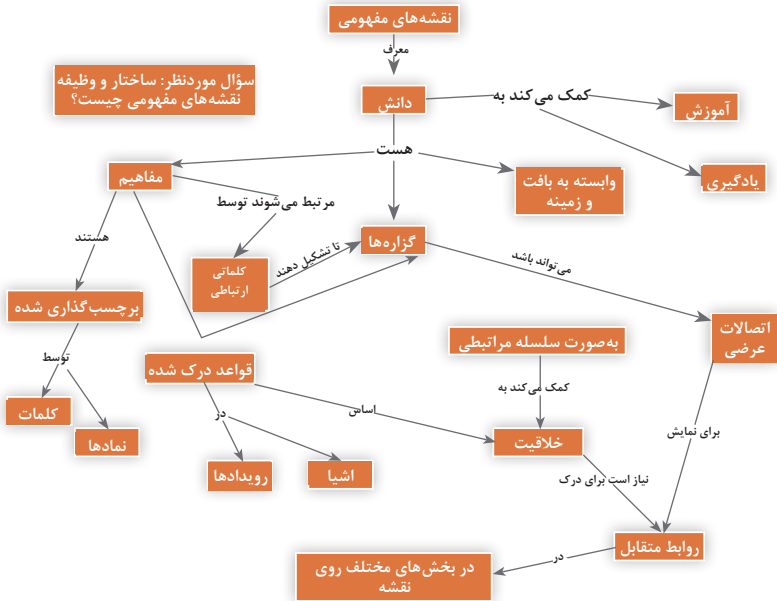 نقشه‌های مفهومی
معرف
سؤال موردنظر: ساختار و وظیفه
نقشه‌های مفهومی چیست؟
دانش
کمک می‌کند به
آموزش
هست
یادگیری
مفاهیم
وابسته به بافت
و زمینه
مرتبط می‌شوند توسط
هستند
گزاره‌ها
تا تشکیل دهند
کلماتی
ارتباطی
می‌تواند باشد
برچسب‌گذاری شده
اتصالات
عرضی
به‌صورت سلسله مراتبطی
توسط
قواعد درک شده
کمک می‌کند به
کلمات
نمادها
در
اساس
خلاقیت
برای نمایش
رویدادها
اشیا
نیاز است برای درک
روابط متقابل
در
در بخش‌های مختلف روی
نقشه